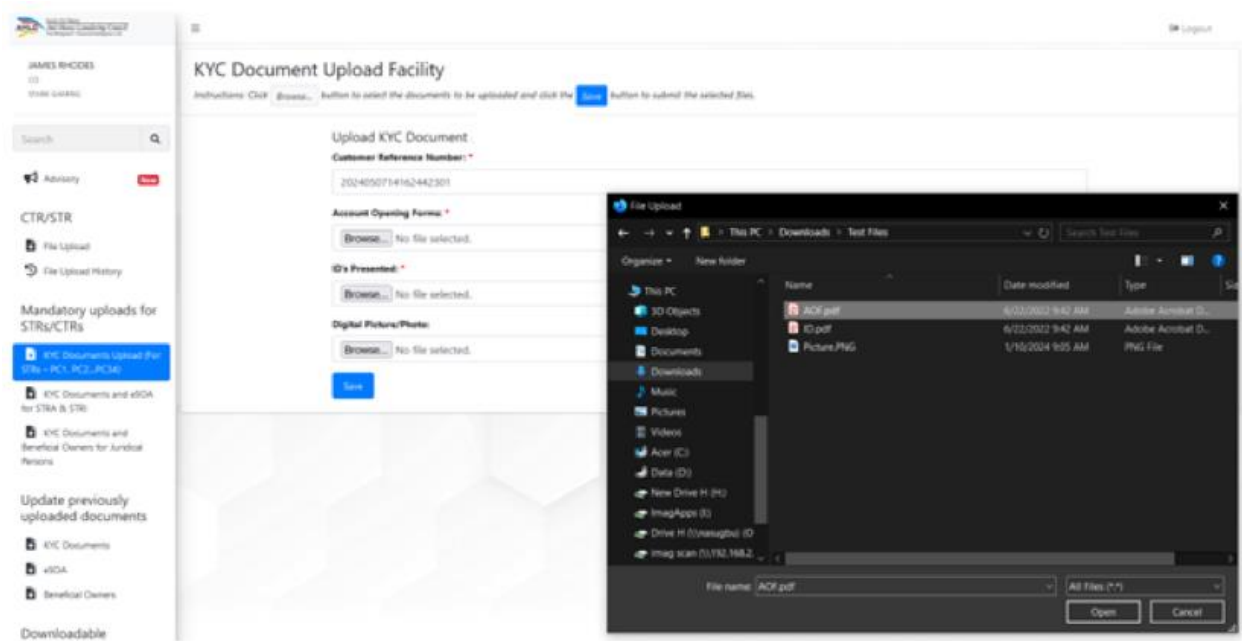 Logout
JAMES RHODES
CO
Search
Advisory
New
CTR/STR
File Upload
File Upload History
Mandatory uploads for
STRs/CTRs
KYC Documents Upload (For
STRs - PC1, PC2...PC34)
KYC Documents and eSOA
for STRA & STRI
KYC Documents and
Beneficial Owners for Juridical
Persons
Update previously
uploaded documents
KYC Documents
eSOA
Beneficial Owners
Downloadable
KYC Document Upload Facility
Instructions: Click Browse... button to select the documents to be uploaded and click the Save button to submit the selected files.
Upload KYC Document
Customer Reference Number: *
2024050714162442301
Account Opening Forms: *
Browse... No file selected.
ID's Presented: *
Browse... No file selected.
Digital Picture/Photo:
Browse... No file selected.
Save
File Upload
This PC > Downloads > Test Files
Search Test Files
Organize
New folder
This PC
3D Objects
Desktop
Documents
Downloads
Music
Pictures
Videos
Acer (C:)
Data (D:)
New Drive H (H:)
ImagApps (I:)
Drive H (\\nasugbu) (O
imag scan (\\192.168.2.
Name
Date modified
Type
AOF.pdf
6/22/2022 9:42 AM
Adobe Acrobat D...
ID.pdf
6/22/2022 9:42 AM
Adobe Acrobat D...
Picture.PNG
1/10/2024 9:05 AM
PNG File
File name: AOF.pdf
All Files (*.*)
Open
Cancel